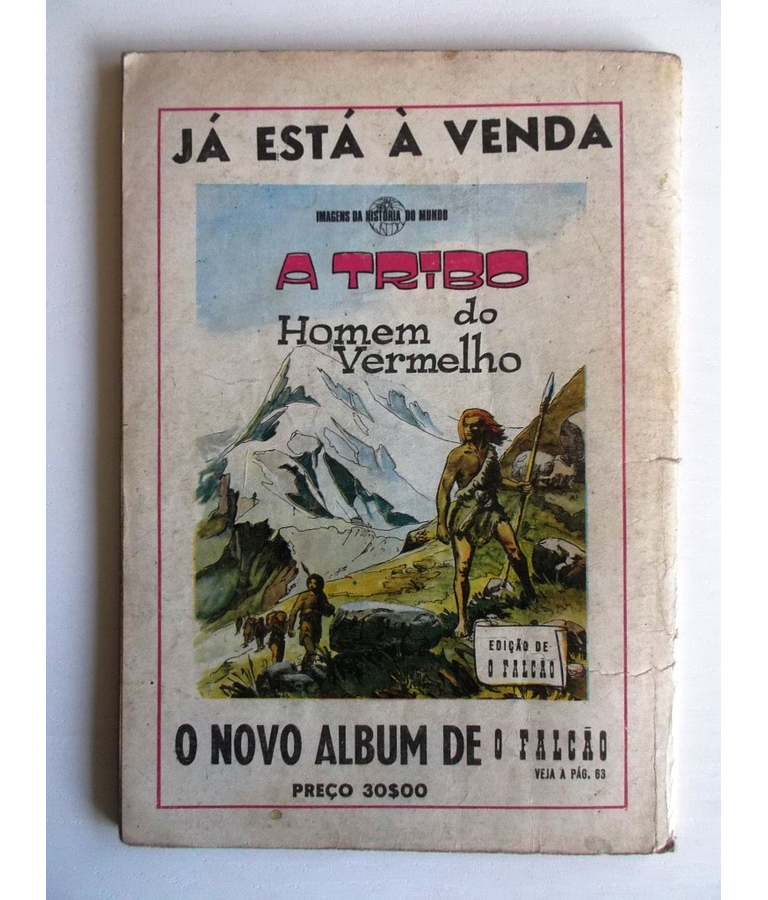 JÁ ESTÁ À VENDA
IMAGENS DA HISTÓRIA DO MUNDO
A TRIBO
do
Homem
Vermelho
EDIÇÃO DE
O FALCÃO
O NOVO ALBUM DE O FALCÃO
VEJA A PÁG. 63
PREÇO 30$00